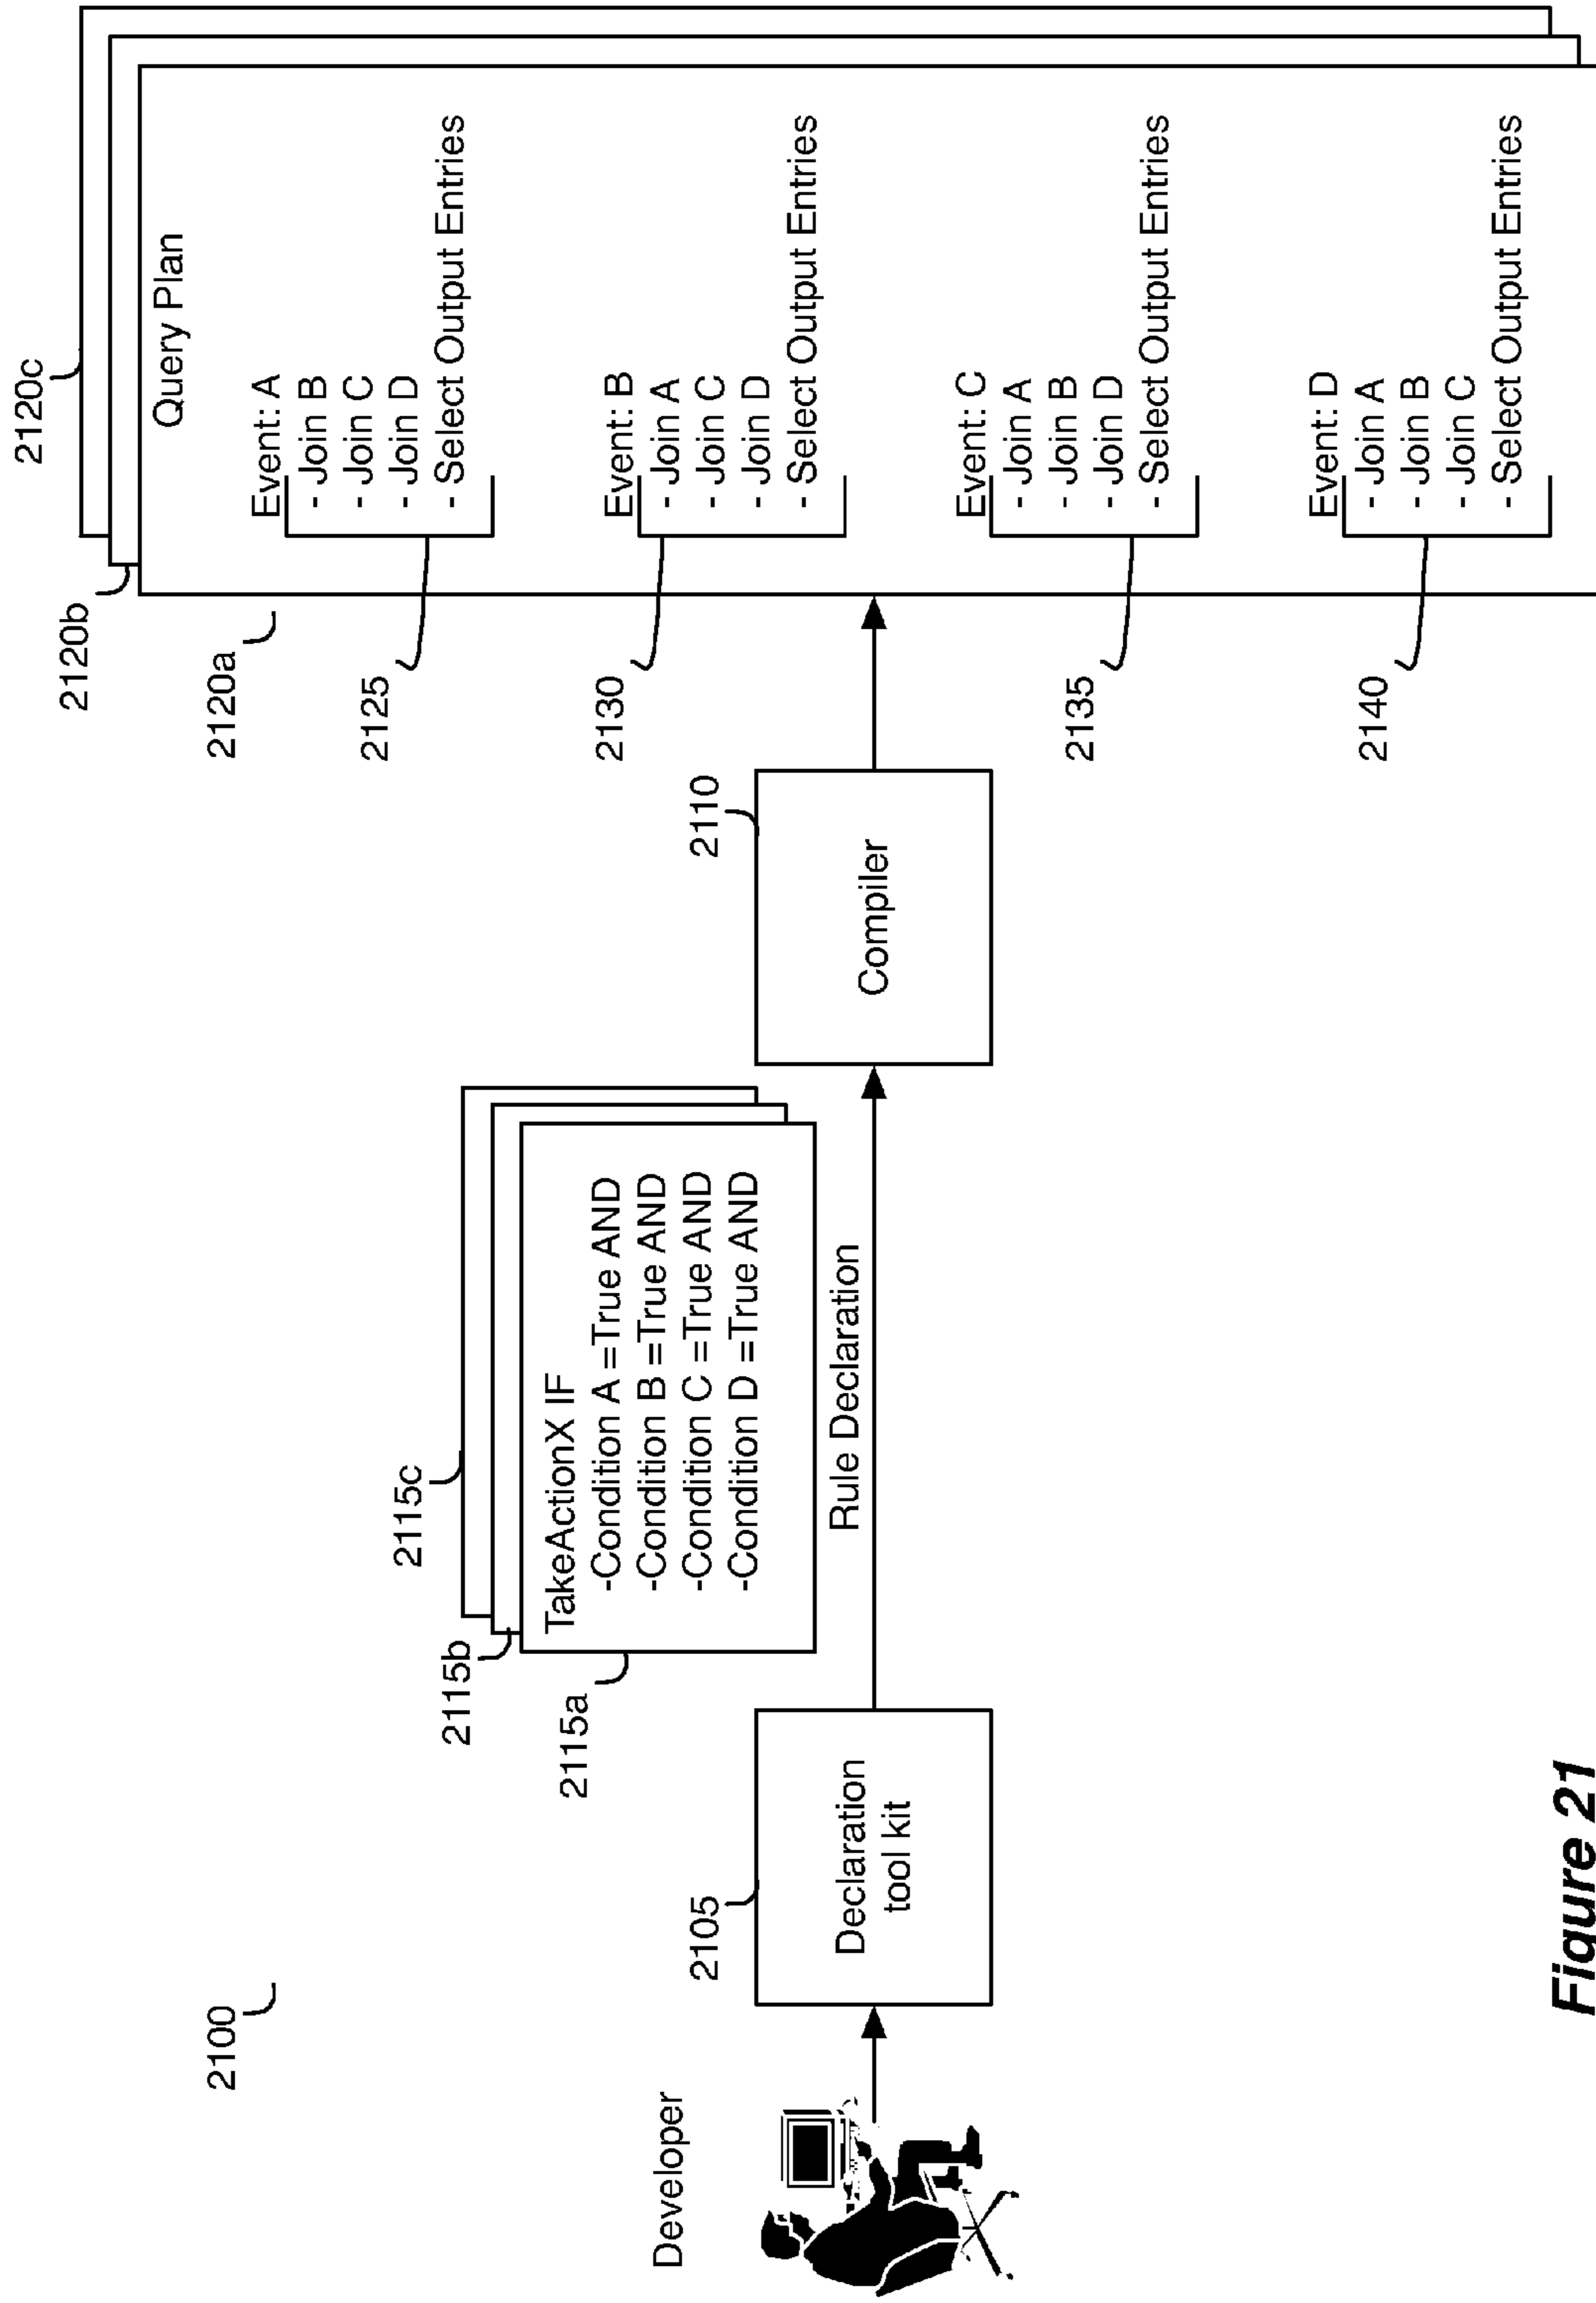 2100
Developer
2105
Declaration
tool kit
2115a
2115b
2115c
TakeActionX IF
-Condition A =True AND
-Condition B =True AND
-Condition C =True AND
-Condition D =True AND
Rule Declaration
2110
Compiler
2120a
2120b
2120c
Query Plan
2125
Event: A
- Join B
- Join C
- Join D
- Select Output Entries
2130
Event: B
- Join A
- Join C
- Join D
- Select Output Entries
2135
Event: C
- Join A
- Join B
- Join D
- Select Output Entries
2140
Event: D
- Join A
- Join B
- Join C
- Select Output Entries
Figure 21